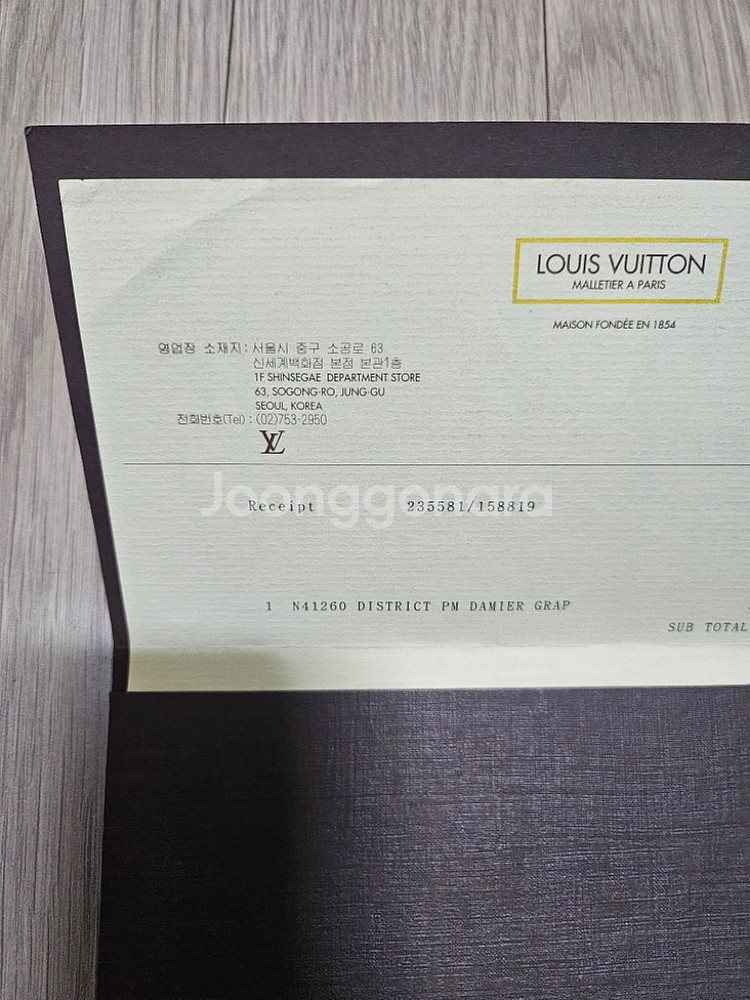 LOUIS VUITTON
MALLETIER A PARIS
MAISON FONDÉE EN 1854
영업장 소재지 : 서울시 중구 소공로 63
신세계백화점 본점 본관1층
1F SHINSEGAE DEPARTMENT STORE
63, SOGONG-RO, JUNG-GU
SEOUL, KOREA
전화번호(Tel) : (02)753-2950
LV
Joonggonara
Receipt 235581/158819
1 N41260 DISTRICT PM DAMIER GRAP
SUB TOTAL